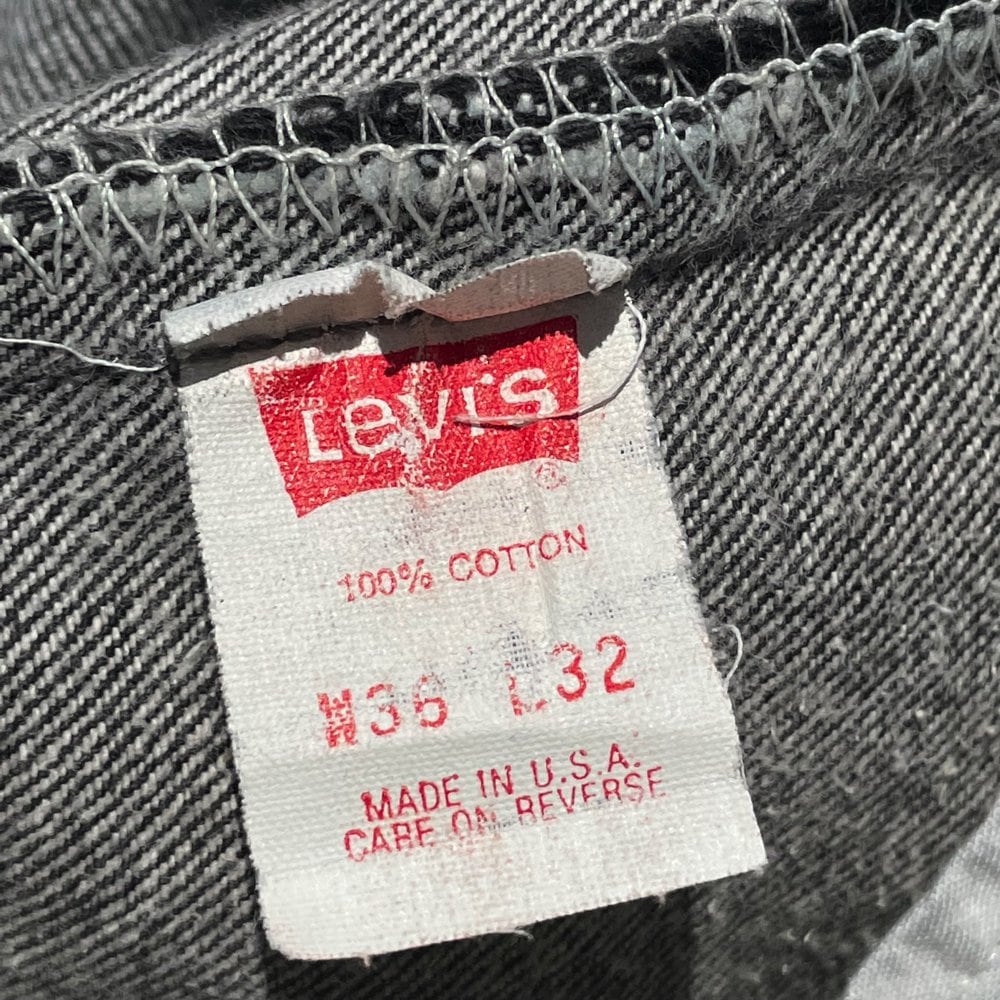 Levi's
®
100% COTTON
W36 L32
MADE IN U.S.A.
CARE ON REVERSE